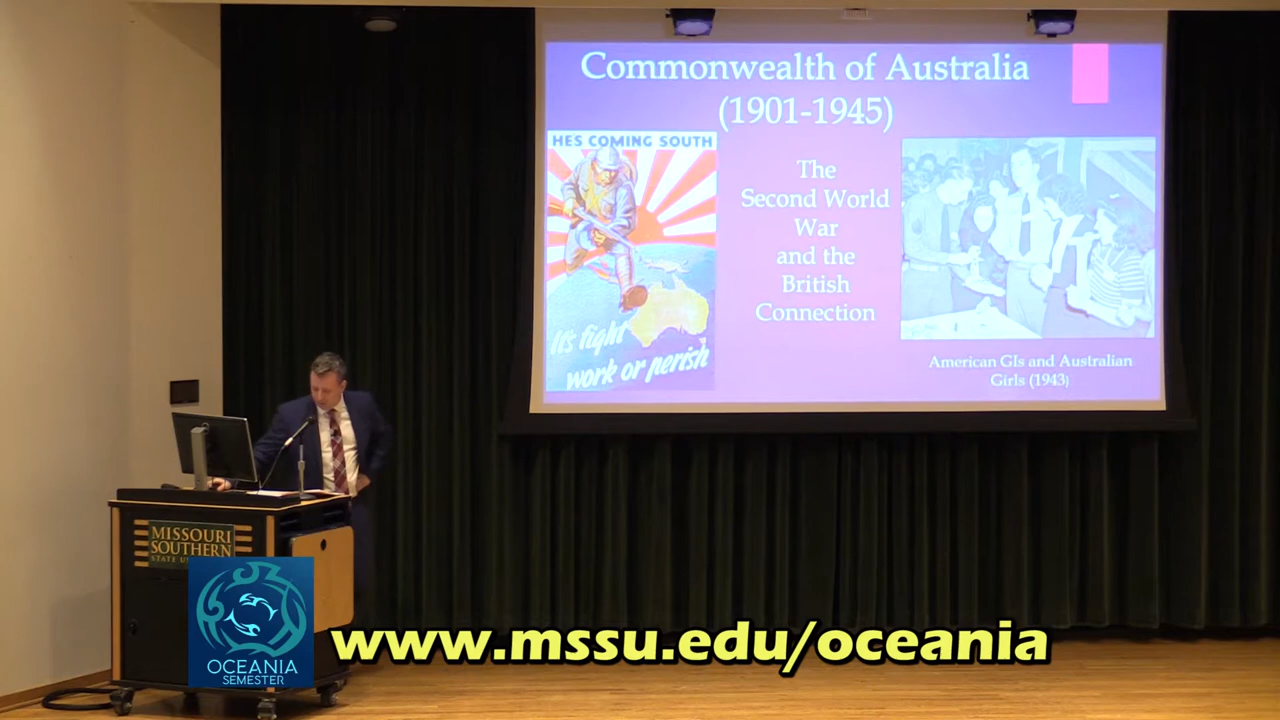 Commonwealth of Australia
(1901-1945)
HE'S COMING SOUTH
The
Second World
War
and the
British
Connection
It's fight
work or perish
American GIs and Australian
Girls (1943)
MISSOURI
SOUTHERN
OCEANIA
SEMESTER
www.mssu.edu/oceania